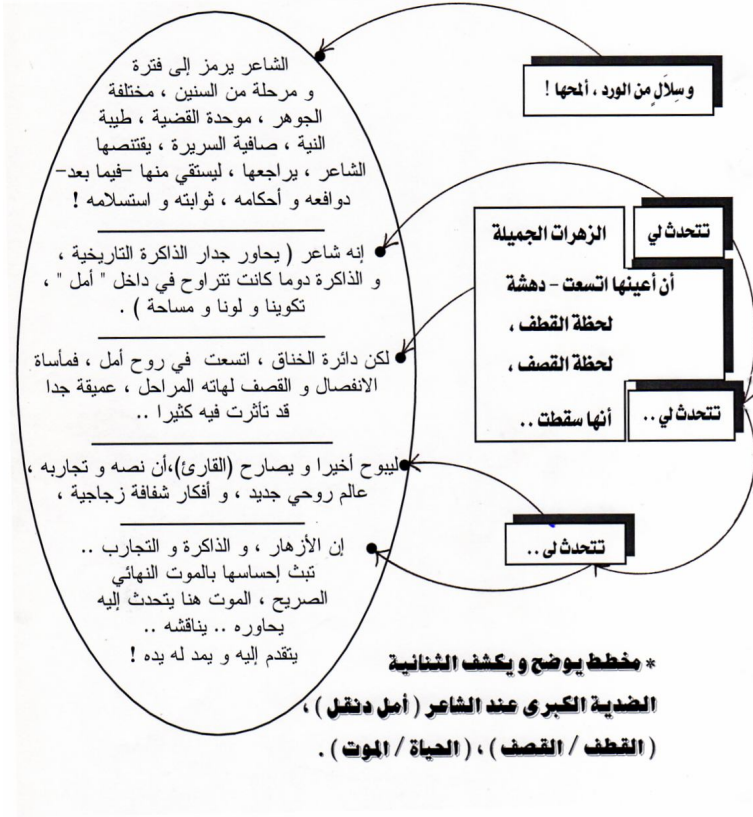 و سِلالٍ من الورد ، ألمحها !
تتحدث لي
الزهرات الجميلة
أن أعينها اتسعت - دهشة
لحظة القطف ،
لحظة القصف ،
تتحدث لي ..
أنها سقطت ..
تتحدث لى ..
الشاعر يرمز إلى فترة
و مرحلة من السنين ، مختلفة
الجوهر ، موحدة القضية ، طيبة
النية ، صافية السريرة ، يقتنصها
الشاعر ، يراجعها ، ليستقي منها –فيما بعد–
دوافعه و أحكامه ، ثوابته و استسلامه !
إنه شاعر ( يحاور جدار الذاكرة التاريخية ،
و الذاكرة دوما كانت تتراوح في داخل " أمل " ،
تكوينا و لونا و مساحة ) .
لكن دائرة الخناق ، اتسعت في روح أمل ، فمأساة
الانفصال و القصف لهاته المراحل ، عميقة جدا
قد تأثرت فيه كثيرا ..
ليبوح أخيرا و يصارح (القارئ)،أن نصه و تجاربه ،
عالم روحي جديد ، و أفكار شفافة زجاجية ،
إن الأزهار ، و الذاكرة و التجارب ..
تبث إحساسها بالموت النهائي
الصريح ، الموت هنا يتحدث إليه
يحاوره .. يناقشه ..
يتقدم إليه و يمد له يده !
* مخطط يوضح و يكشف الثنائية
الضدية الكبرى عند الشاعر ( أمل دنقل ) ،
( القطف / القصف ) ، ( الحياة / الموت ) .